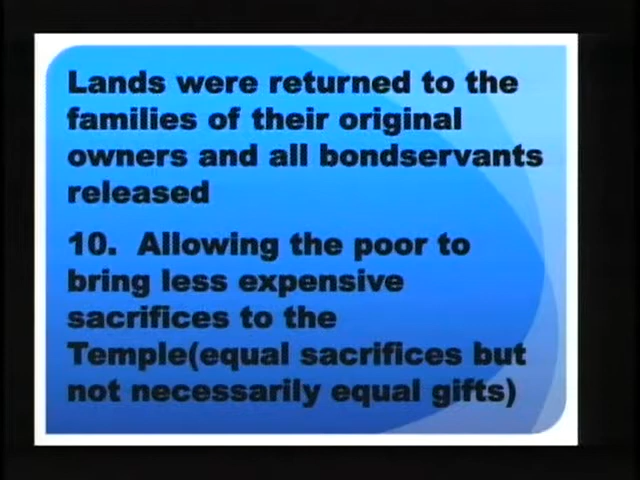 Lands were returned to the
families of their original
owners and all bondservants
released
10.  Allowing the poor to
bring less expensive
sacrifices to the
Temple(equal sacrifices but
not necessarily equal gifts)